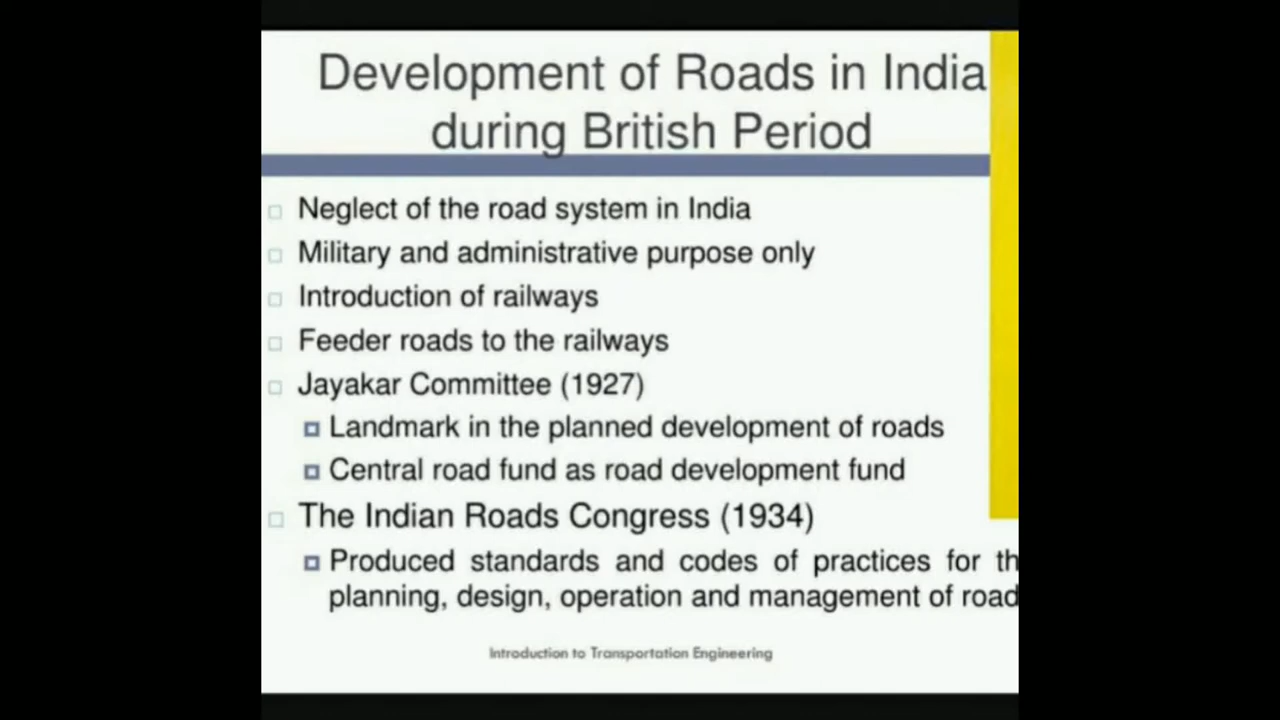 Development of Roads in India
during British Period
Neglect of the road system in India
Military and administrative purpose only
Introduction of railways
Feeder roads to the railways
Jayakar Committee (1927)
Landmark in the planned development of roads
Central road fund as road development fund
The Indian Roads Congress (1934)
Produced standards and codes of practices for th
planning, design, operation and management of road
Introduction to Transportation Engineering